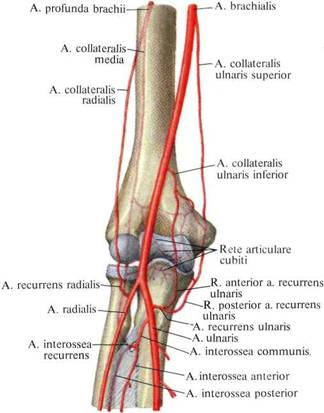 A. profunda brachii
A. brachialis
A. collateralis
media
A. collateralis
radialis
A. collateralis
ulnaris superior
A. collateralis
ulnaris inferior
Rete articulare
cubiti
A. recurrens radialis
R. anterior a. recurrens
ulnaris
R. posterior a. recurrens
ulnaris
A. radialis
A. recurrens ulnaris
A. ulnaris
A. interossea
recurrens
A. interossea communis.
A. interossea anterior
A. interossea posterior